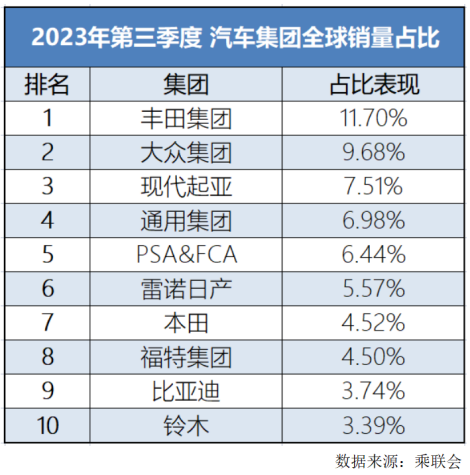 2023年第三季度 汽车集团全球销量占比
排名 集团 占比表现
1 丰田集团 11.70%
2 大众集团 9.68%
3 现代起亚 7.51%
4 通用集团 6.98%
5 PSA&FCA 6.44%
6 雷诺日产 5.57%
7 本田 4.52%
8 福特集团 4.50%
9 比亚迪 3.74%
10 铃木 3.39%
数据来源：乘联会